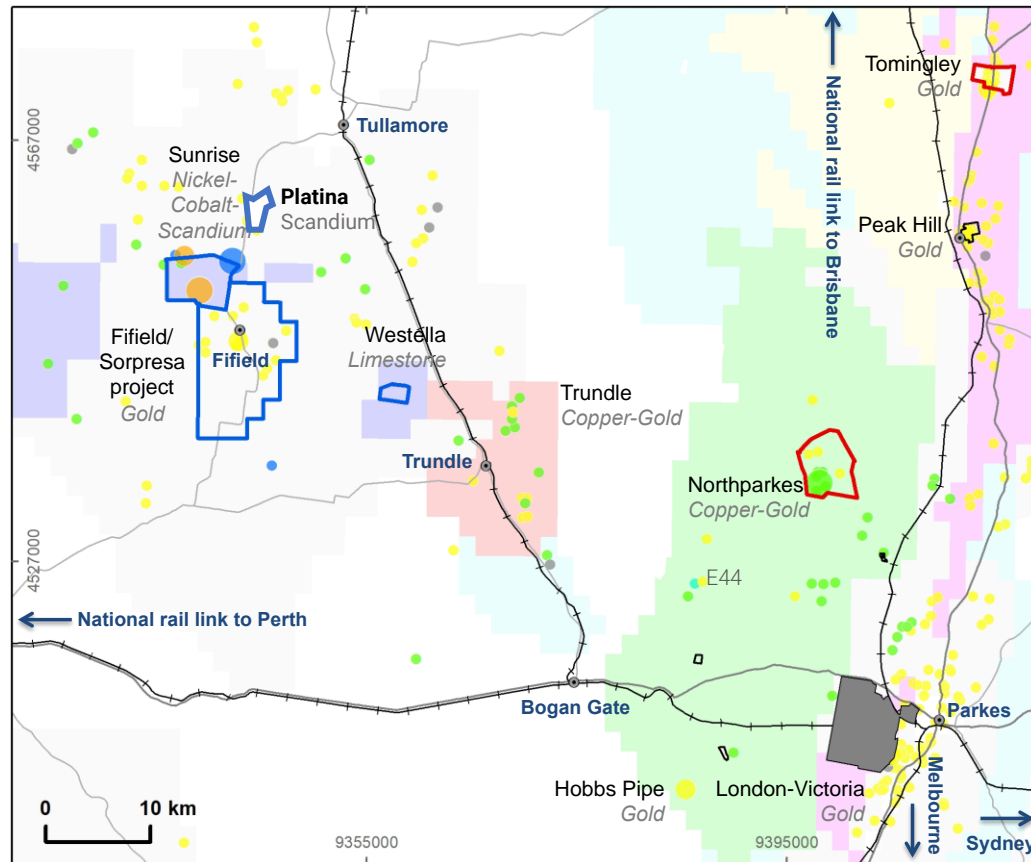 Tomingley
Gold
National rail link to Brisbane
4567000
Tullamore
Sunrise
Nickel-
Cobalt-
Scandium
Platina
Scandium
Peak Hill
Gold
Fifield/
Sorpresa
project
Gold
Fifield
Westella
Limestone
Trundle
Copper-Gold
Trundle
Northparkes
Copper-Gold
4527000
E44
National rail link to Perth
Bogan Gate
Parkes
Hobbs Pipe
Gold
London-Victoria
Gold
Melbourne
Sydney
0 10 km
9355000
9395000